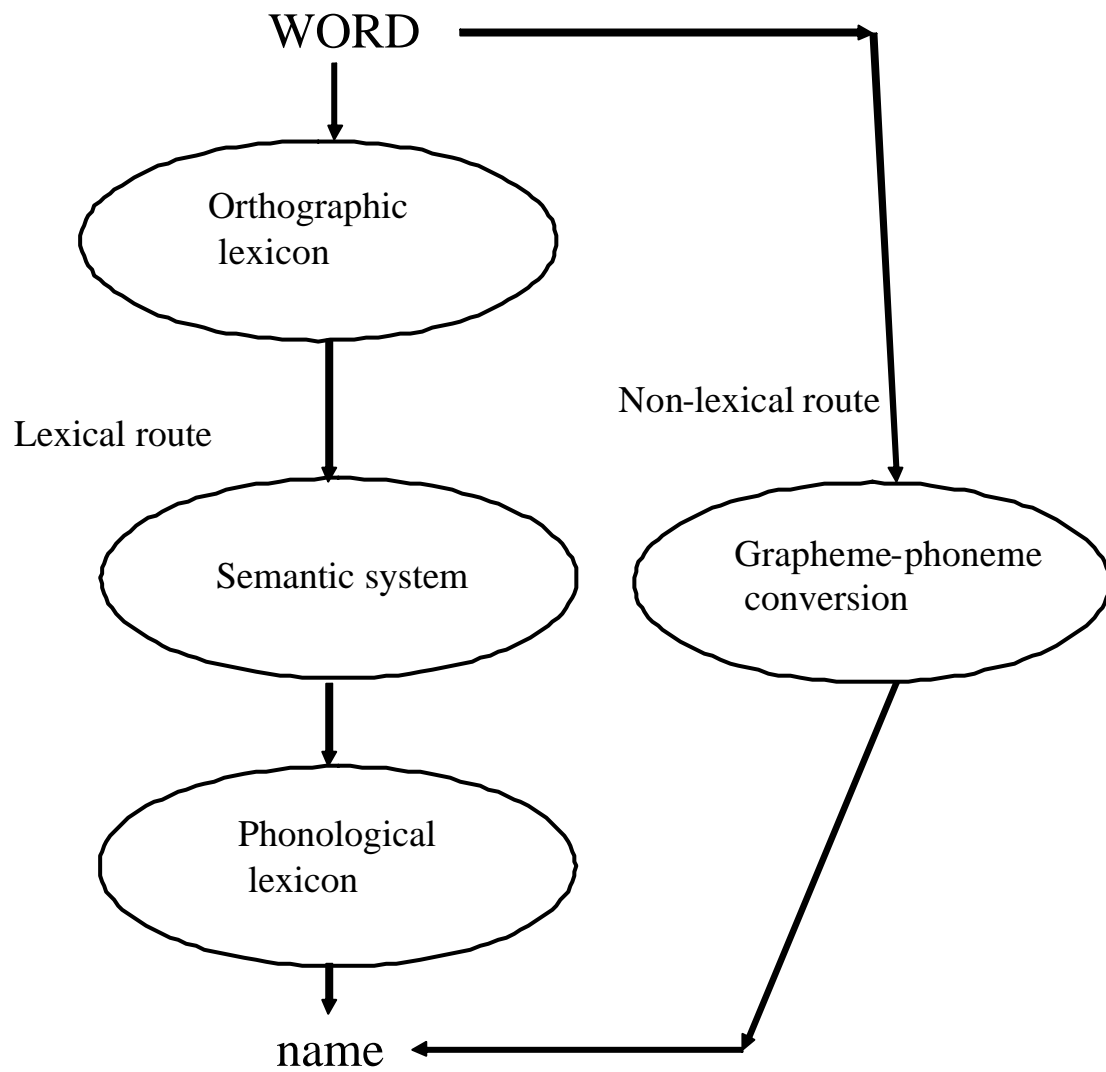 WORD
Orthographic
lexicon
Non-lexical route
Lexical route
Semantic system
Grapheme-phoneme
conversion
Phonological
lexicon
name